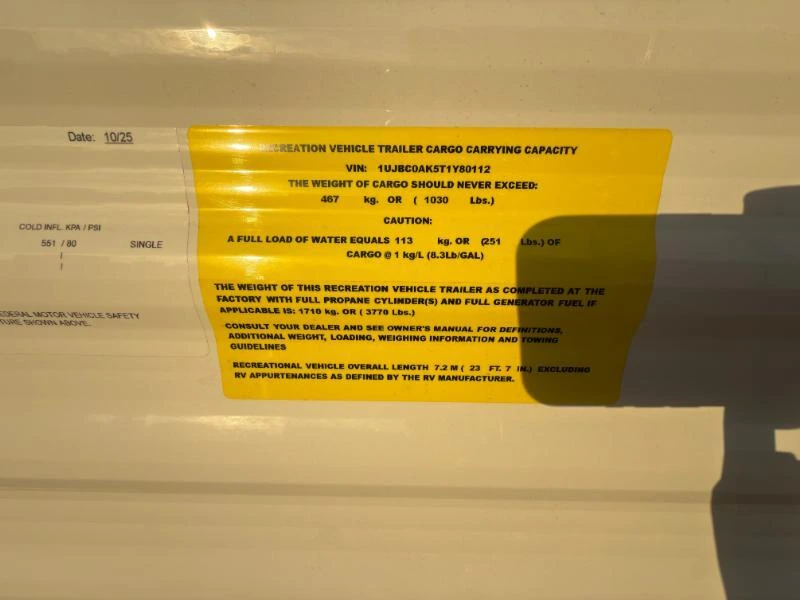 Date: 10/25
RECREATION VEHICLE TRAILER CARGO CARRYING CAPACITY
VIN: 1UJBC0AK5T1Y80112
THE WEIGHT OF CARGO SHOULD NEVER EXCEED:
467 kg. OR ( 1030 Lbs.)
CAUTION:
COLD INFL. KPA / PSI
551 / 80 SINGLE
/
/
A FULL LOAD OF WATER EQUALS 113 kg. OR (251 Lbs.) OF
CARGO @ 1 kg/L (8.3Lb/GAL)
THE WEIGHT OF THIS RECREATION VEHICLE TRAILER AS COMPLETED AT THE
FACTORY WITH FULL PROPANE CYLINDER(S) AND FULL GENERATOR FUEL IF
APPLICABLE IS: 1710 kg. OR ( 3770 Lbs.)
EDERAL MOTOR VEHICLE SAFETY
TURE SHOWN ABOVE.
CONSULT YOUR DEALER AND SEE OWNER'S MANUAL FOR DEFINITIONS,
ADDITIONAL WEIGHT, LOADING, WEIGHING INFORMATION AND TOWING
GUIDELINES
RECREATIONAL VEHICLE OVERALL LENGTH 7.2 M ( 23 FT. 7 IN.) EXCLUDING
RV APPURTENANCES AS DEFINED BY THE RV MANUFACTURER.